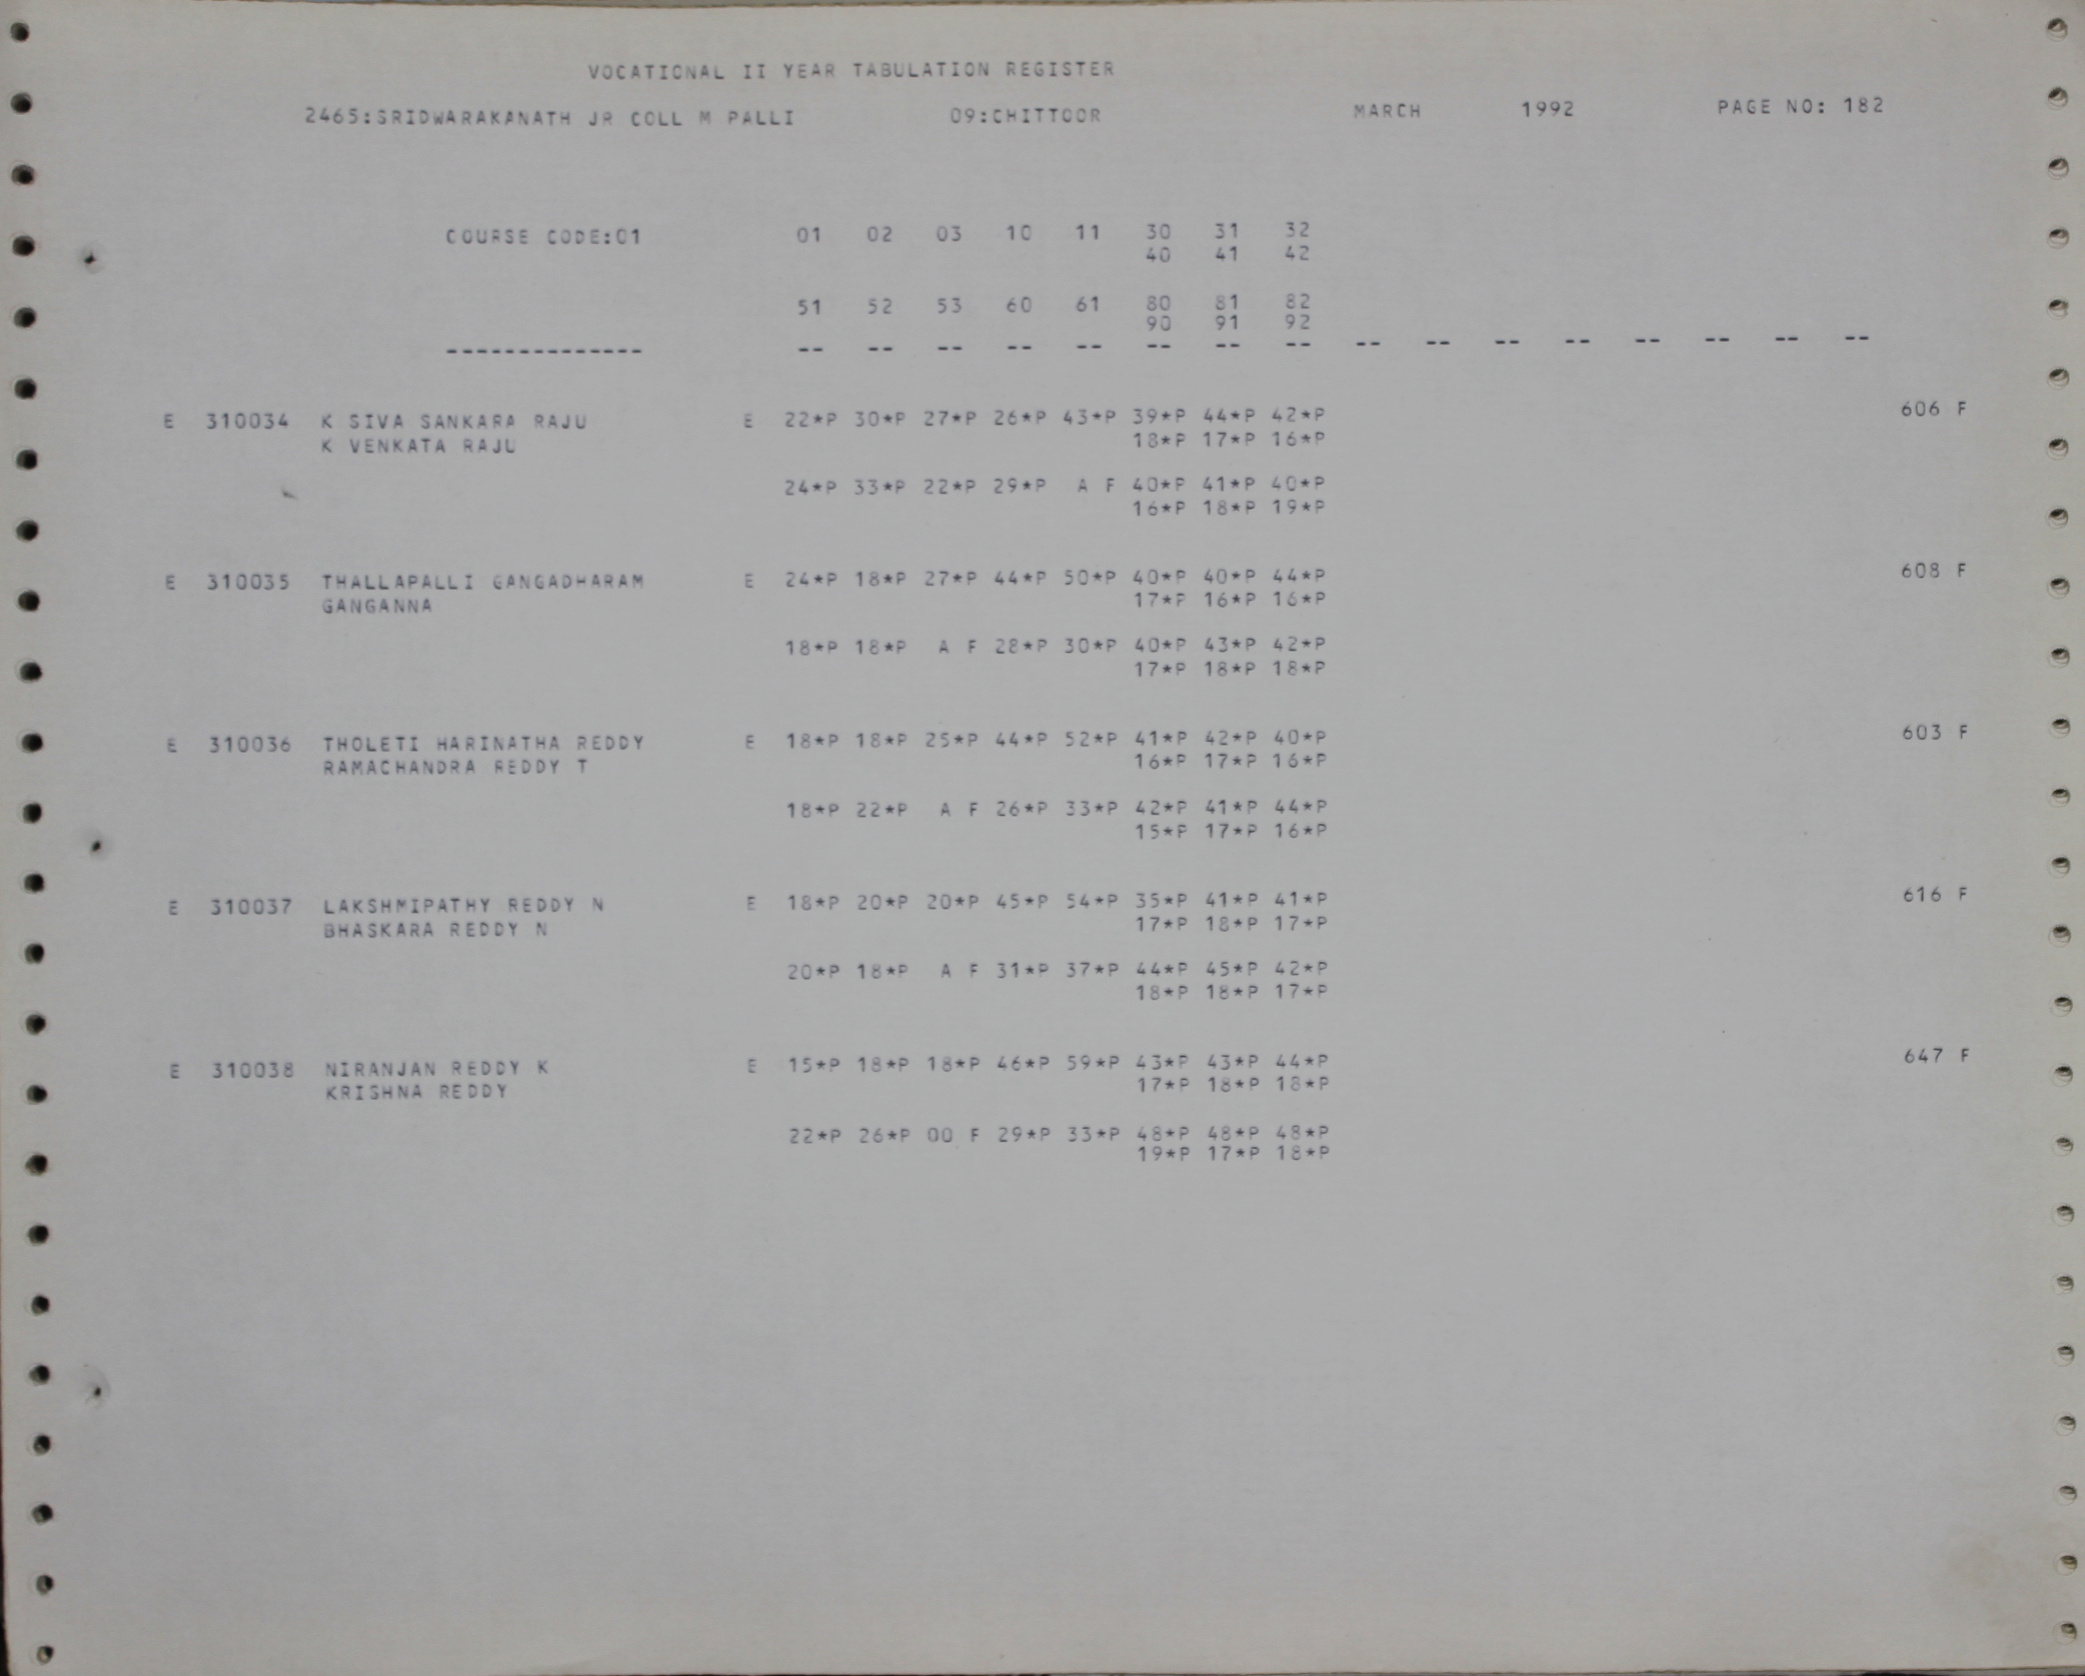 VOCATIONAL II YEAR TABULATION REGISTER
2465:SRIDWARAKANATH JR COLL M PALLI 09:CHITTOOR MARCH 1992 PAGE NO: 182
COURSE CODE:01 01 02 03 10 11 30 31 32
40 41 42
51 52 53 60 61 80 81 82
90 91 92
-------------- -- -- -- -- -- -- -- -- -- -- -- -- -- -- -- --
E 310034 K SIVA SANKARA RAJU E 22*P 30*P 27*P 26*P 43*P 39*P 44*P 42*P 606 F
K VENKATA RAJU 18*P 17*P 16*P
24*P 33*P 22*P 29*P A F 40*P 41*P 40*P
16*P 18*P 19*P
E 310035 THALLAPALLI GANGADHARAM E 24*P 18*P 27*P 44*P 50*P 40*P 40*P 44*P 608 F
GANGANNA 17*P 16*P 16*P
18*P 18*P A F 28*P 30*P 40*P 43*P 42*P
17*P 18*P 18*P
E 310036 THOLETI HARINATHA REDDY E 18*P 18*P 25*P 44*P 52*P 41*P 42*P 40*P 603 F
RAMACHANDRA REDDY T 16*P 17*P 16*P
18*P 22*P A F 26*P 33*P 42*P 41*P 44*P
15*P 17*P 16*P
E 310037 LAKSHMIPATHY REDDY N E 18*P 20*P 20*P 45*P 54*P 35*P 41*P 41*P 616 F
BHASKARA REDDY N 17*P 18*P 17*P
20*P 18*P A F 31*P 37*P 44*P 45*P 42*P
18*P 18*P 17*P
E 310038 NIRANJAN REDDY K E 15*P 18*P 18*P 46*P 59*P 43*P 43*P 44*P 647 F
KRISHNA REDDY 17*P 18*P 18*P
22*P 26*P 00 F 29*P 33*P 48*P 48*P 48*P
19*P 17*P 18*P